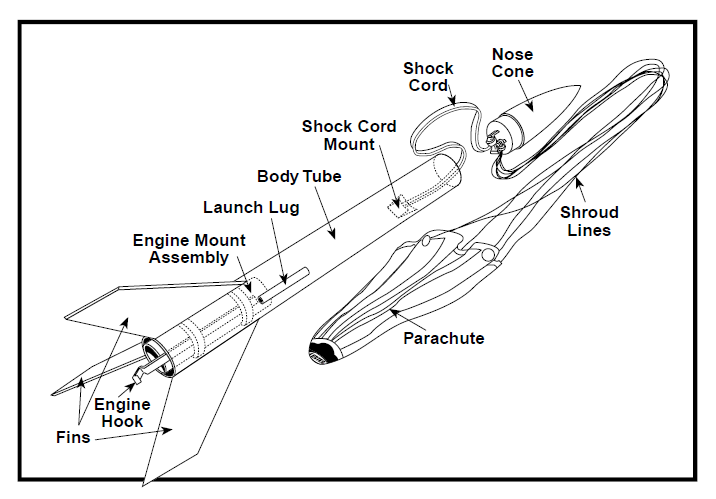 Nose
Cone
Shock
Cord
Shock Cord
Mount
Body Tube
Launch Lug
Shroud
Lines
Engine Mount
Assembly
Parachute
Engine
Hook
Fins